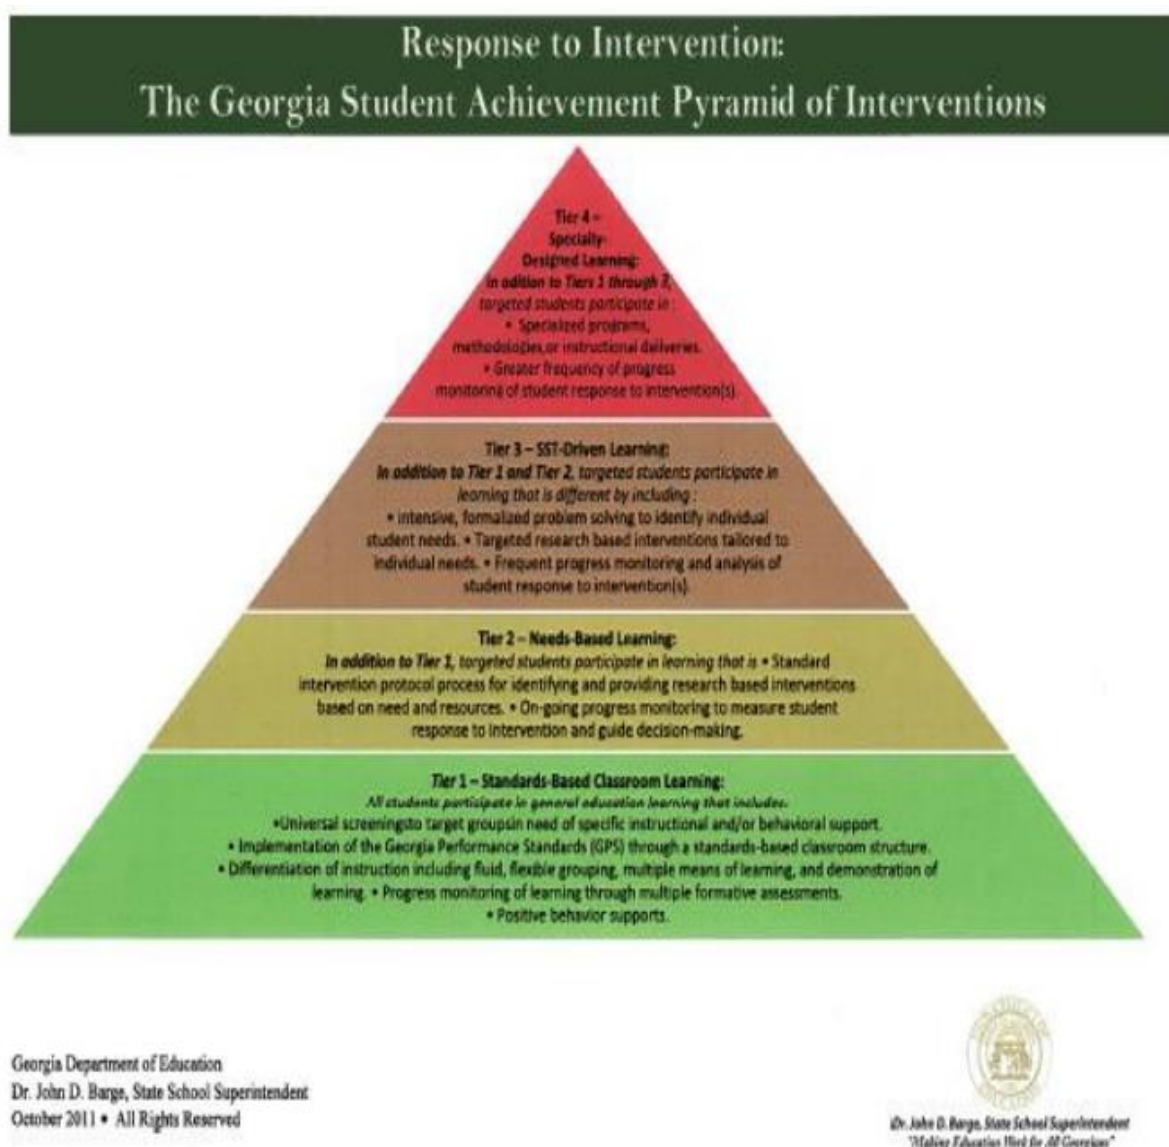 Response to Intervention:
The Georgia Student Achievement Pyramid of Interventions
Tier 4 –
Specially-
Designed Learning:
In adition to Tiers 1 through 3,
targeted students participate in :
• Specialized programs,
methodologies,or instructional deliveries.
• Greater frequency of progress
monitoring of student response to intervention(s).
Tier 3 – SST-Driven Learning:
In addition to Tier 1 and Tier 2, targeted students participate in
learning that is different by including :
• intensive, formalized problem solving to identify individual
student needs. • Targeted research based interventions tailored to
individual needs. • Frequent progress monitoring and analysis of
student response to intervention(s).
Tier 2 – Needs-Based Learning:
In addition to Tier 1, targeted students participate in learning that is • Standard
intervention protocol process for identifying and providing research based interventions
based on need and resources. • On-going progress monitoring to measure student
response to intervention and guide decision-making.
Tier 1 – Standards-Based Classroom Learning:
All students participate in general education learning that includes:
•Universal screeningsto target groupsin need of specific instructional and/or behavioral support.
• Implementation of the Georgia Performance Standards (GPS) through a standards-based classroom structure.
• Differentiation of instruction including fluid, flexible grouping, multiple means of learning, and demonstration of
learning. • Progress monitoring of learning through multiple formative assessments.
• Positive behavior supports.
Georgia Department of Education
Dr. John D. Barge, State School Superintendent
October 2011 • All Rights Reserved
Dr. John D. Barge, State School Superintendent
"Making Education Work for All Georgians"